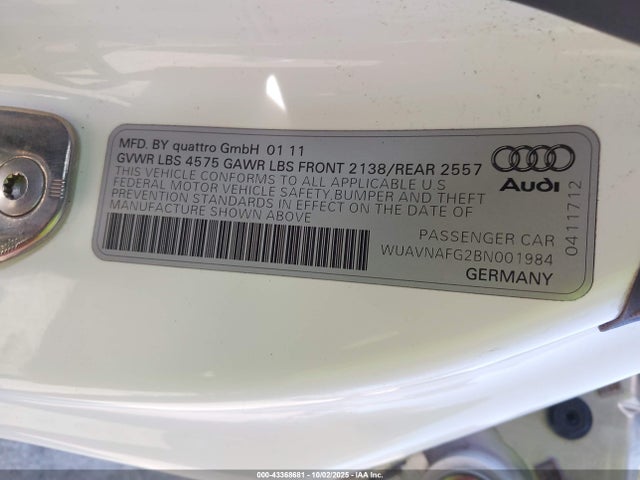 MFD. BY quattro GmbH 01 11
GVWR LBS 4575 GAWR LBS FRONT 2138/REAR 2557
THIS VEHICLE CONFORMS TO ALL APPLICABLE U S
FEDERAL MOTOR VEHICLE SAFETY,BUMPER AND THEFT
PREVENTION STANDARDS IN EFFECT ON THE DATE OF
MANUFACTURE SHOWN ABOVE
Audi
PASSENGER CAR
WUAVNAFG2BN001984
GERMANY
04111712
000-43368681 - 10/02/2025 - IAA Inc.